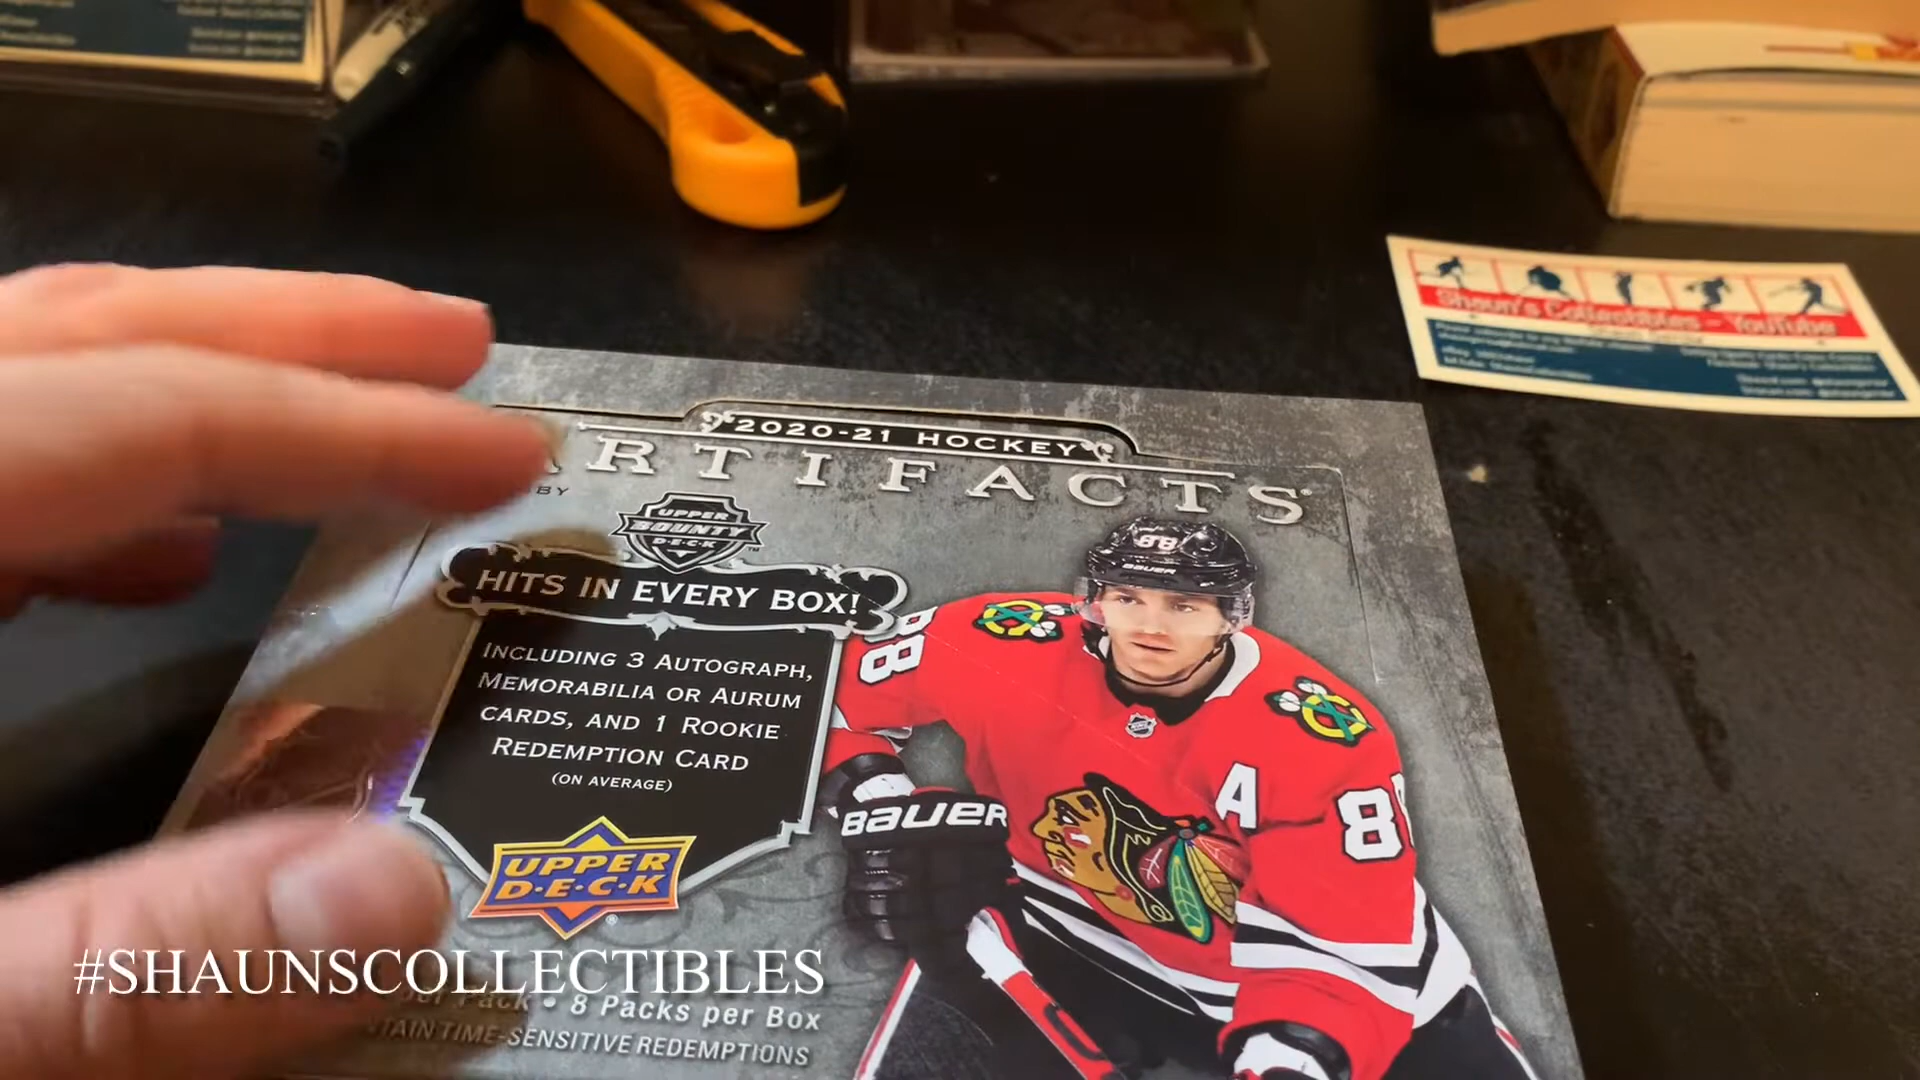 Shaun's Collectibles - YouTube
2020-21 HOCKEY
ARTIFACTS
BY
UPPER
BOUNTY
DECK
HITS IN EVERY BOX!
INCLUDING 3 AUTOGRAPH,
MEMORABILIA OR AURUM
CARDS, AND 1 ROOKIE
REDEMPTION CARD
(ON AVERAGE)
UPPER
D·E·C·K
88
BAUER
88
BAUER
A
8
#SHAUNSCOLLECTIBLES
Pack • 8 Packs per Box
TIME-SENSITIVE REDEMPTIONS